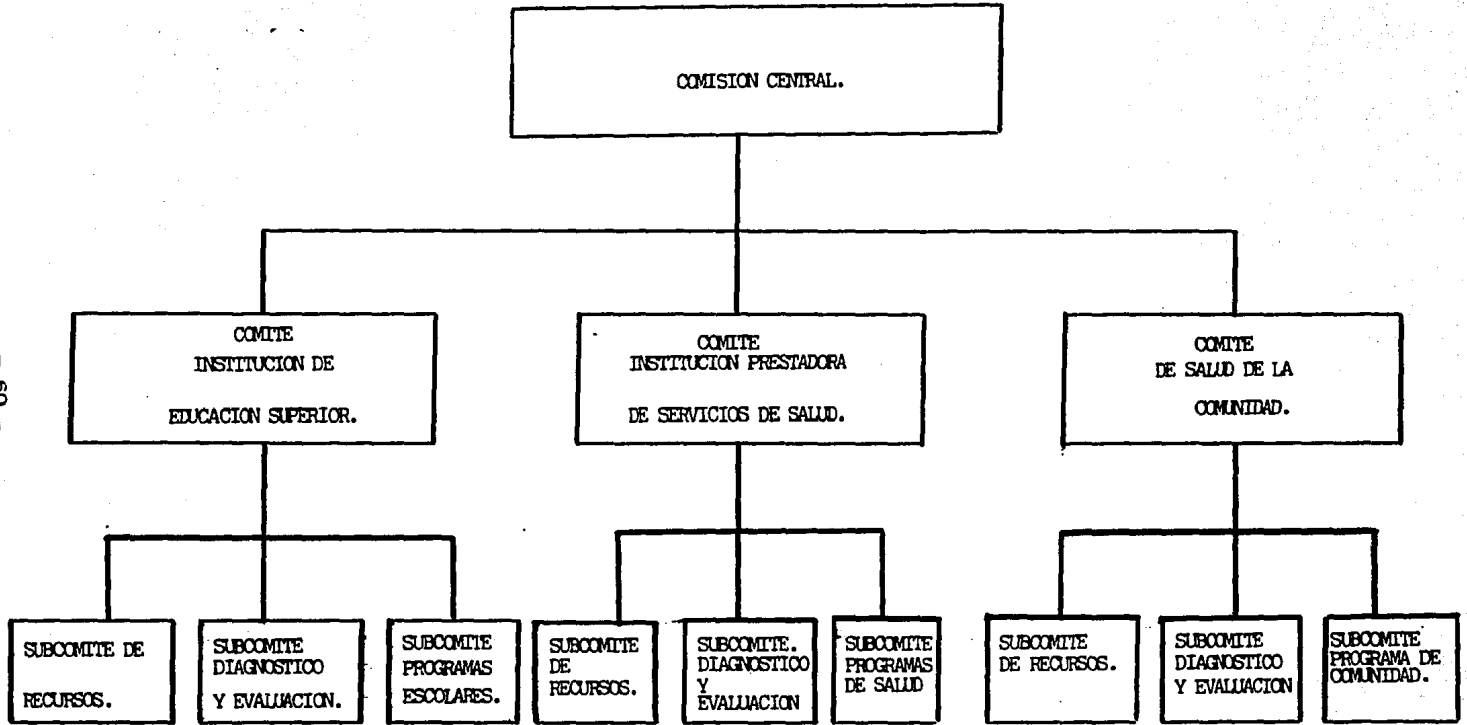 COMISION CENTRAL.
COMITE
INSTITUCION DE
EDUCACION SUPERIOR.
COMITE
INSTITUCION PRESTADORA
DE SERVICIOS DE SALUD.
COMITE
DE SALUD DE LA
COMUNIDAD.
SUBCOMITE DE
RECURSOS.
SUBCOMITE
DIAGNOSTICO
Y EVALUACION.
SUBCOMITE
PROGRAMAS
ESCOLARES.
SUBCOMITE
DE
RECURSOS.
SUBCOMITE.
DIAGNOSTICO
Y
EVALUACION
SUBCOMITE
PROGRAMAS
DE SALUD
SUBCOMITE
DE RECURSOS.
SUBCOMITE
DIAGNOSTICO
Y EVALUACION
SUBCOMITE
PROGRAMA DE
COMUNIDAD.